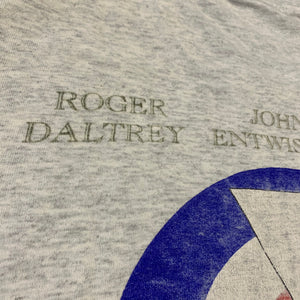 ROGER
DALTREY
JOHN
ENTWIS